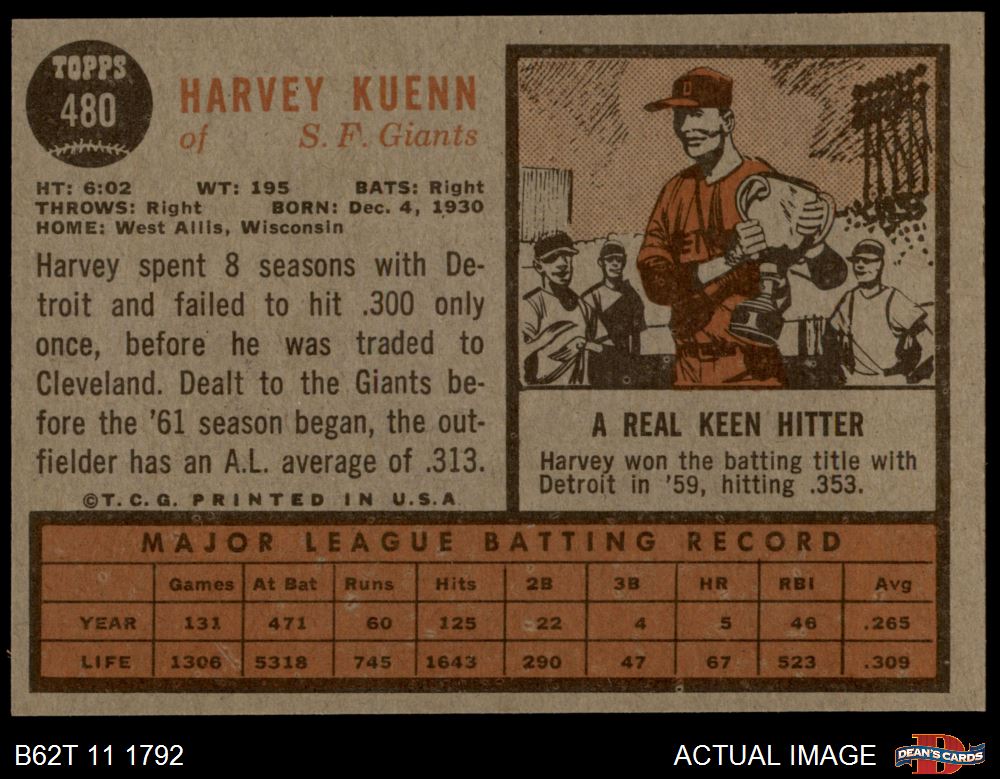 TOPPS
480
HARVEY KUENN
of S. F. Giants
HT: 6:02 WT: 195 BATS: Right
THROWS: Right BORN: Dec. 4, 1930
HOME: West Allis, Wisconsin
Harvey spent 8 seasons with De-
troit and failed to hit .300 only
once, before he was traded to
Cleveland. Dealt to the Giants be-
fore the '61 season began, the out-
fielder has an A.L. average of .313.
©T.C.G. PRINTED IN U.S.A.
D
A REAL KEEN HITTER
Harvey won the batting title with
Detroit in '59, hitting .353.
MAJOR LEAGUE BATTING RECORD
Games At Bat Runs Hits 2B 3B HR RBI Avg
YEAR 131 471 60 125 22 4 5 46 .265
LIFE 1306 5318 745 1643 290 47 67 523 .309
B62T 11 1792
ACTUAL IMAGE
D
DEAN'S CARDS